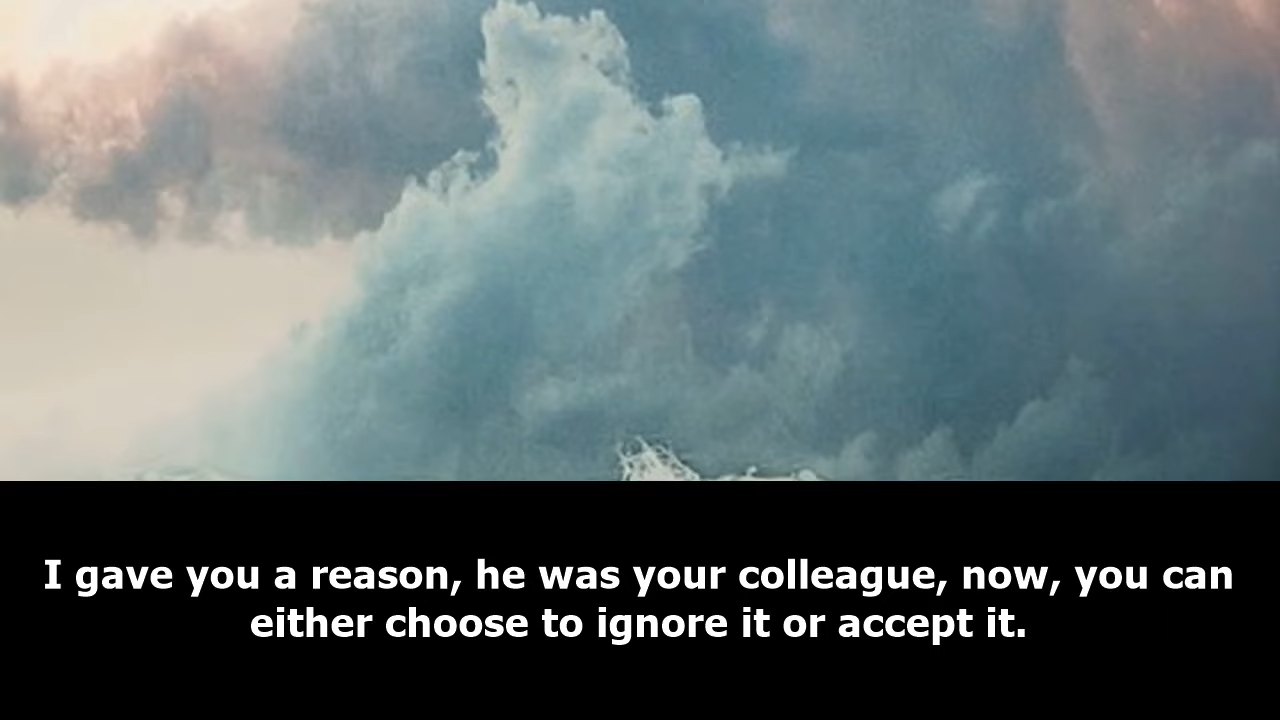 I gave you a reason, he was your colleague, now, you can
either choose to ignore it or accept it.